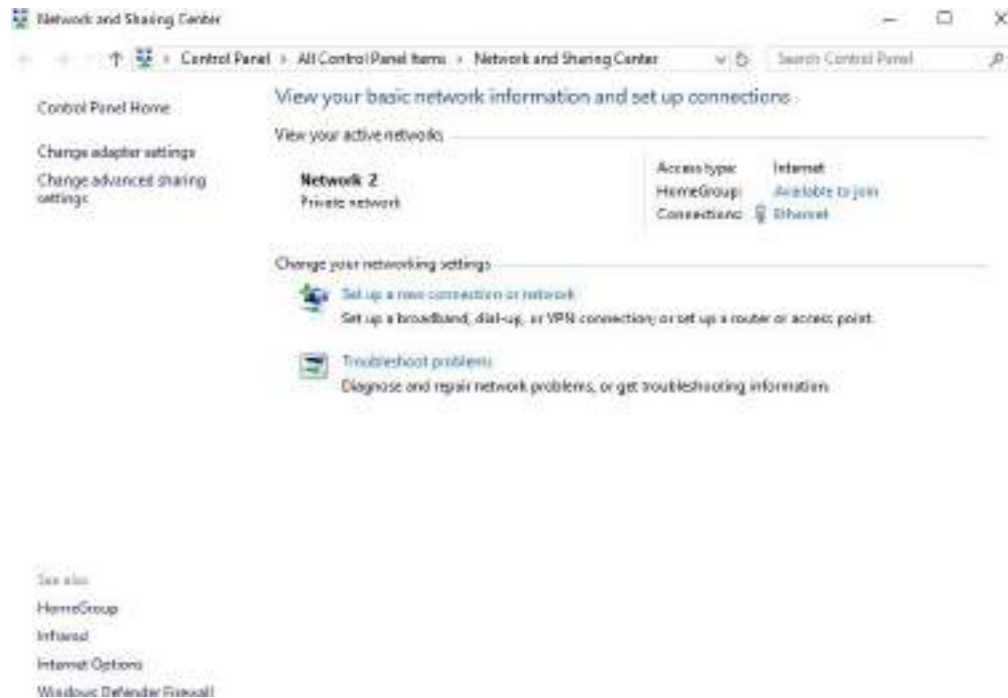 Network and Sharing Center
Control Panel > All Control Panel Items > Network and Sharing Center
Search Control Panel
Control Panel Home
Change adapter settings
Change advanced sharing
settings
View your basic network information and set up connections
View your active networks
Network 2
Private network
Access type: Internet
HomeGroup: Available to join
Connections: Ethernet
Change your networking settings
Set up a new connection or network
Set up a broadband, dial-up, or VPN connection; or set up a router or access point.
Troubleshoot problems
Diagnose and repair network problems, or get troubleshooting information.
See also
HomeGroup
Infrared
Internet Options
Windows Defender Firewall